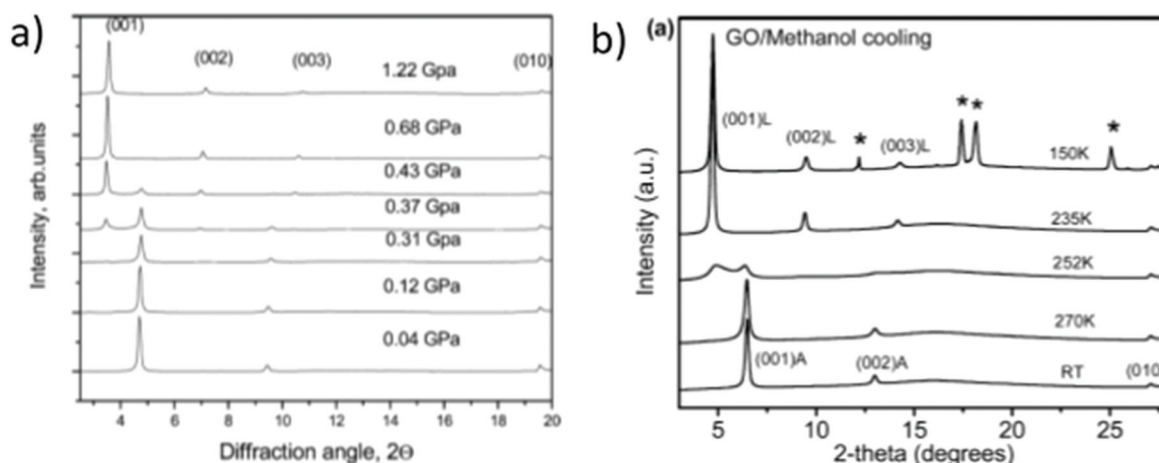 a)
(001)
(002)
(003)
(010)
1.22 Gpa
0.68 GPa
0.43 GPa
0.37 Gpa
0.31 Gpa
0.12 GPa
0.04 GPa
Intensity, arb.units
4 6 8 10 12 14 16 18 20
Diffraction angle, 2Θ
b)
(a)
GO/Methanol cooling
(001)L
(002)L
*
(003)L
* *
*
150K
235K
252K
270K
(001)A
(002)A
RT
(010
Intensity (a.u.)
5 10 15 20 25
2-theta (degrees)